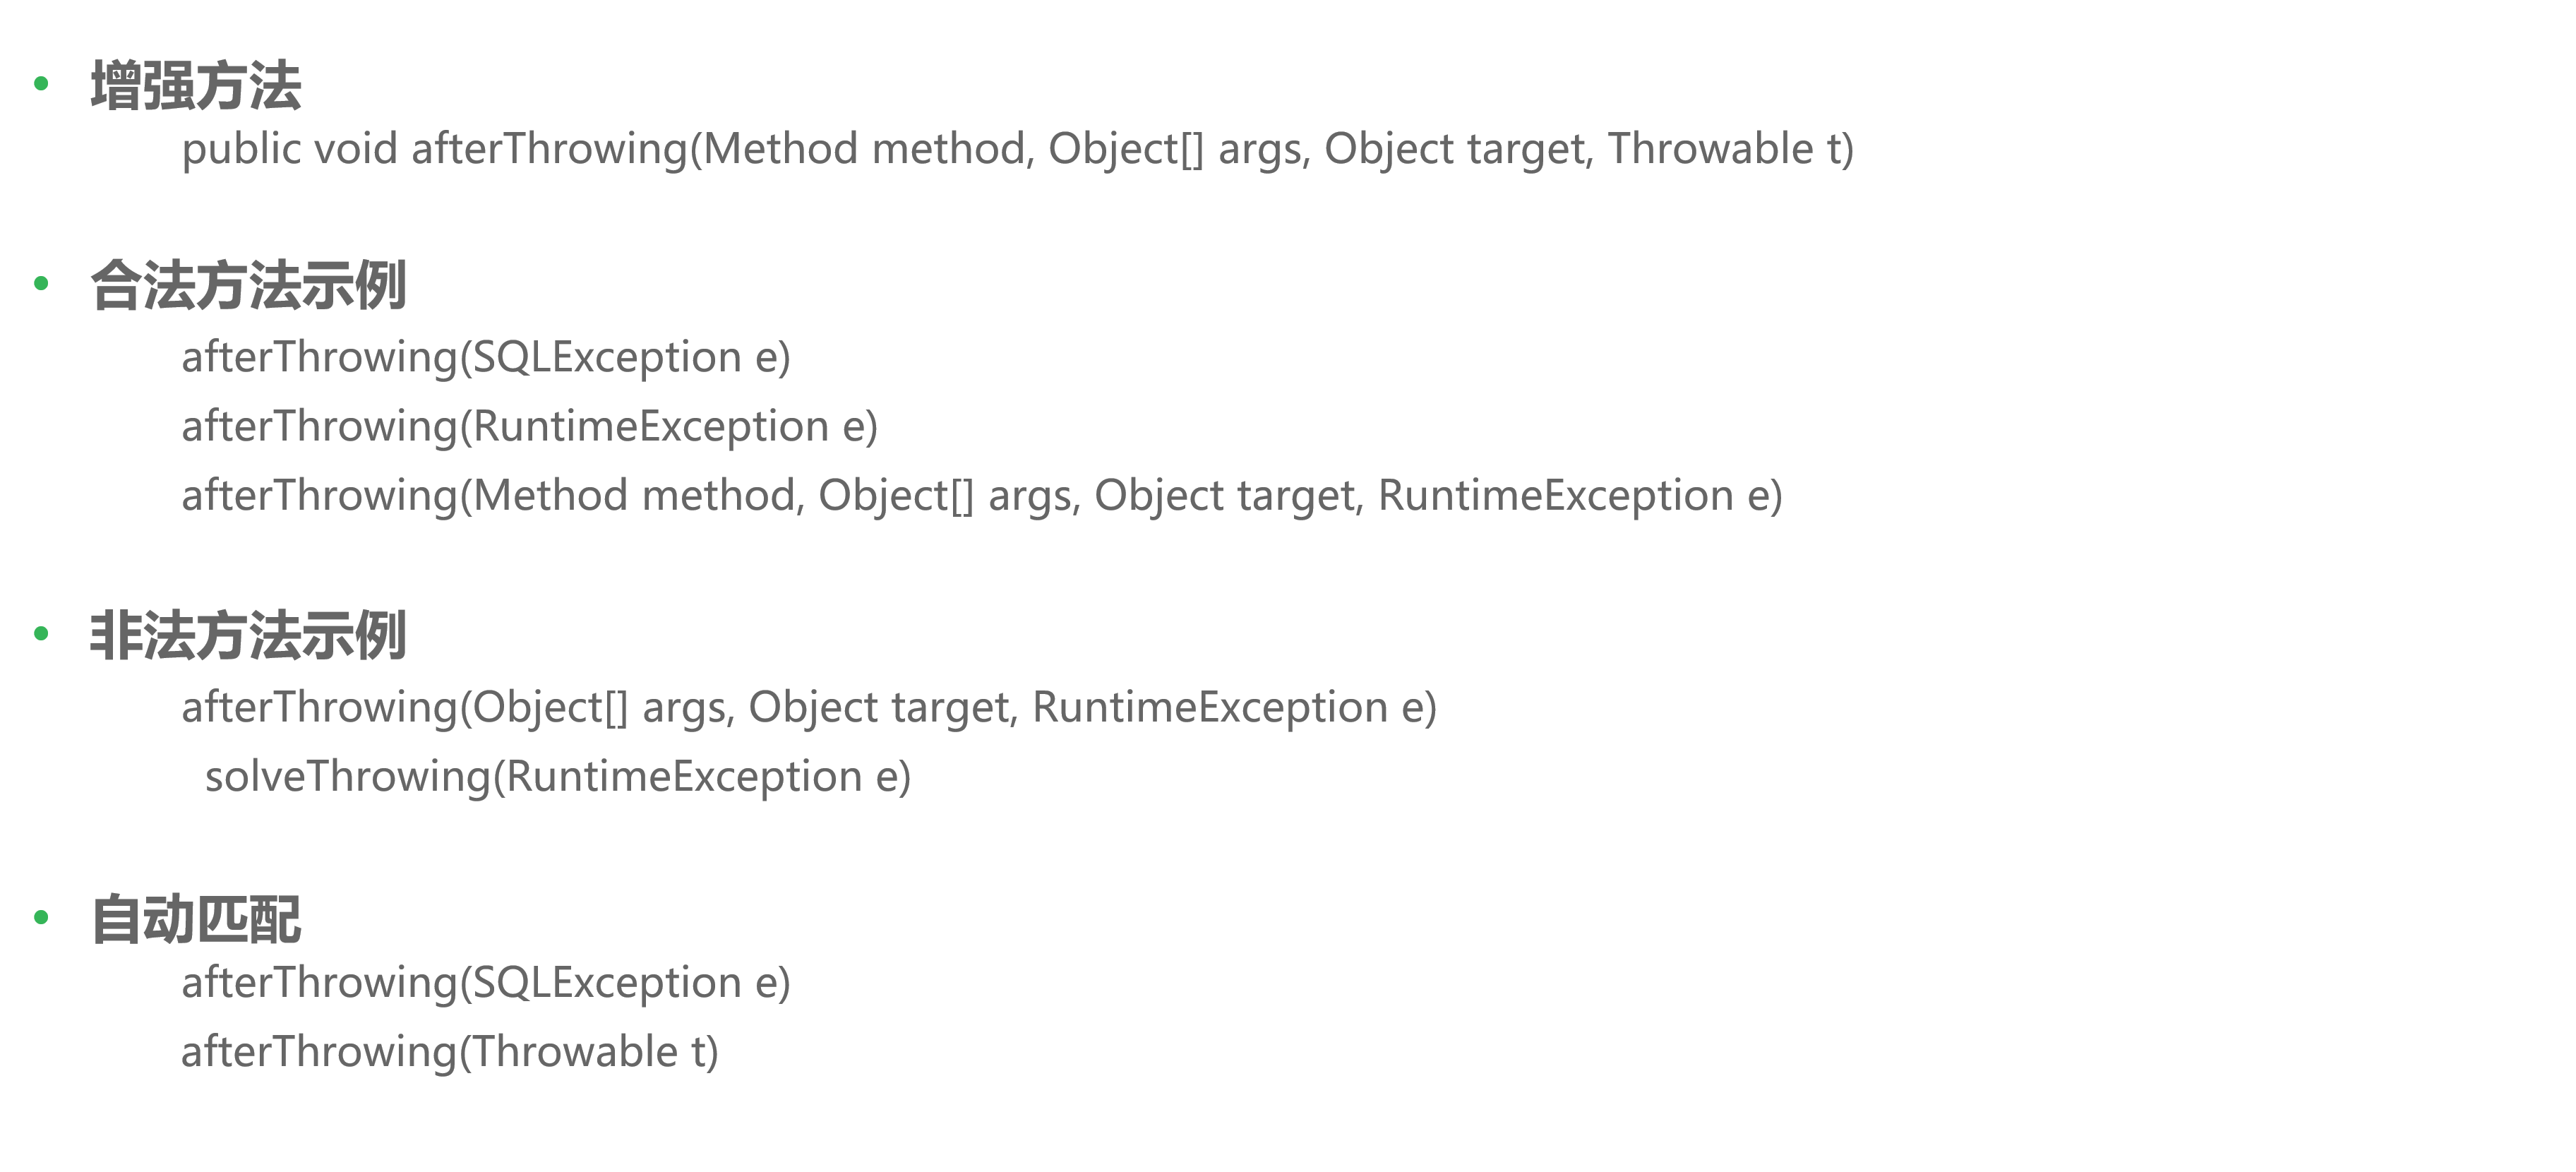 • 增强方法
public void afterThrowing(Method method, Object[] args, Object target, Throwable t)
• 合法方法示例
afterThrowing(SQLException e)
afterThrowing(RuntimeException e)
afterThrowing(Method method, Object[] args, Object target, RuntimeException e)
• 非法方法示例
afterThrowing(Object[] args, Object target, RuntimeException e)
solveThrowing(RuntimeException e)
• 自动匹配
afterThrowing(SQLException e)
afterThrowing(Throwable t)